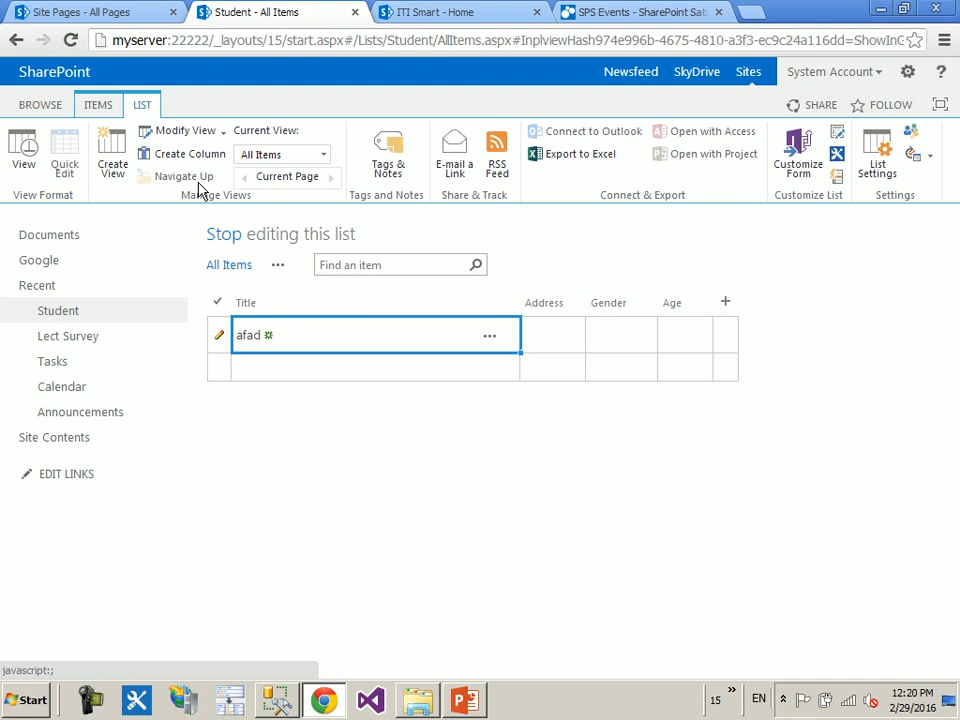 Site Pages - All Pages
Student - All Items
ITI Smart - Home
SPS Events - SharePoint Sat
myserver:22222/_layouts/15/start.aspx#/Lists/Student/AllItems.aspx#InplviewHash974e996b-4675-4810-a3f3-ec9c24a116dd=ShowInG
SharePoint
Newsfeed
SkyDrive
Sites
System Account
?
BROWSE
ITEMS
LIST
SHARE
FOLLOW
View
Quick Edit
View Format
Create View
Modify View
Create Column
Navigate Up
Current View:
All Items
Current Page
Manage Views
Tags & Notes
Tags and Notes
E-mail a Link
RSS Feed
Share & Track
Connect to Outlook
Export to Excel
Open with Access
Open with Project
Connect & Export
Customize Form
Customize List
List Settings
Settings
Documents
Google
Recent
Student
Lect Survey
Tasks
Calendar
Announcements
Site Contents
EDIT LINKS
Stop editing this list
All Items
Find an item
Title Address Gender Age
afad
javascript:;
Start
15
EN
12:20 PM
2/29/2016